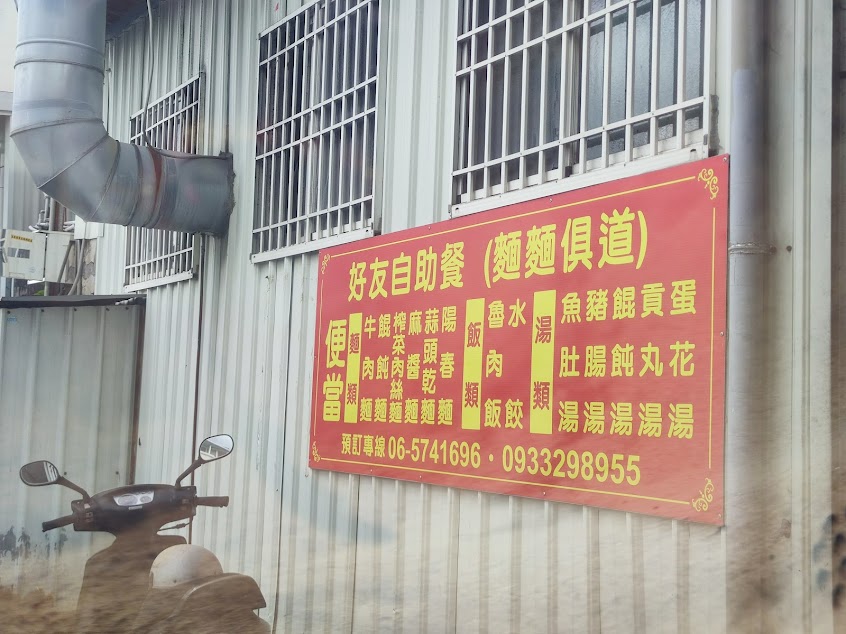 好友自助餐 (麵麵俱道)
便當
麵類
牛肉麵
餛飩麵
榨菜肉絲麵
麻醬麵
蒜頭乾麵
陽春麵
飯類
魯肉飯
水餃
湯類
魚肚湯
豬腸湯
餛飩湯
貢丸湯
蛋花湯
預訂專線 06-5741696·0933298955